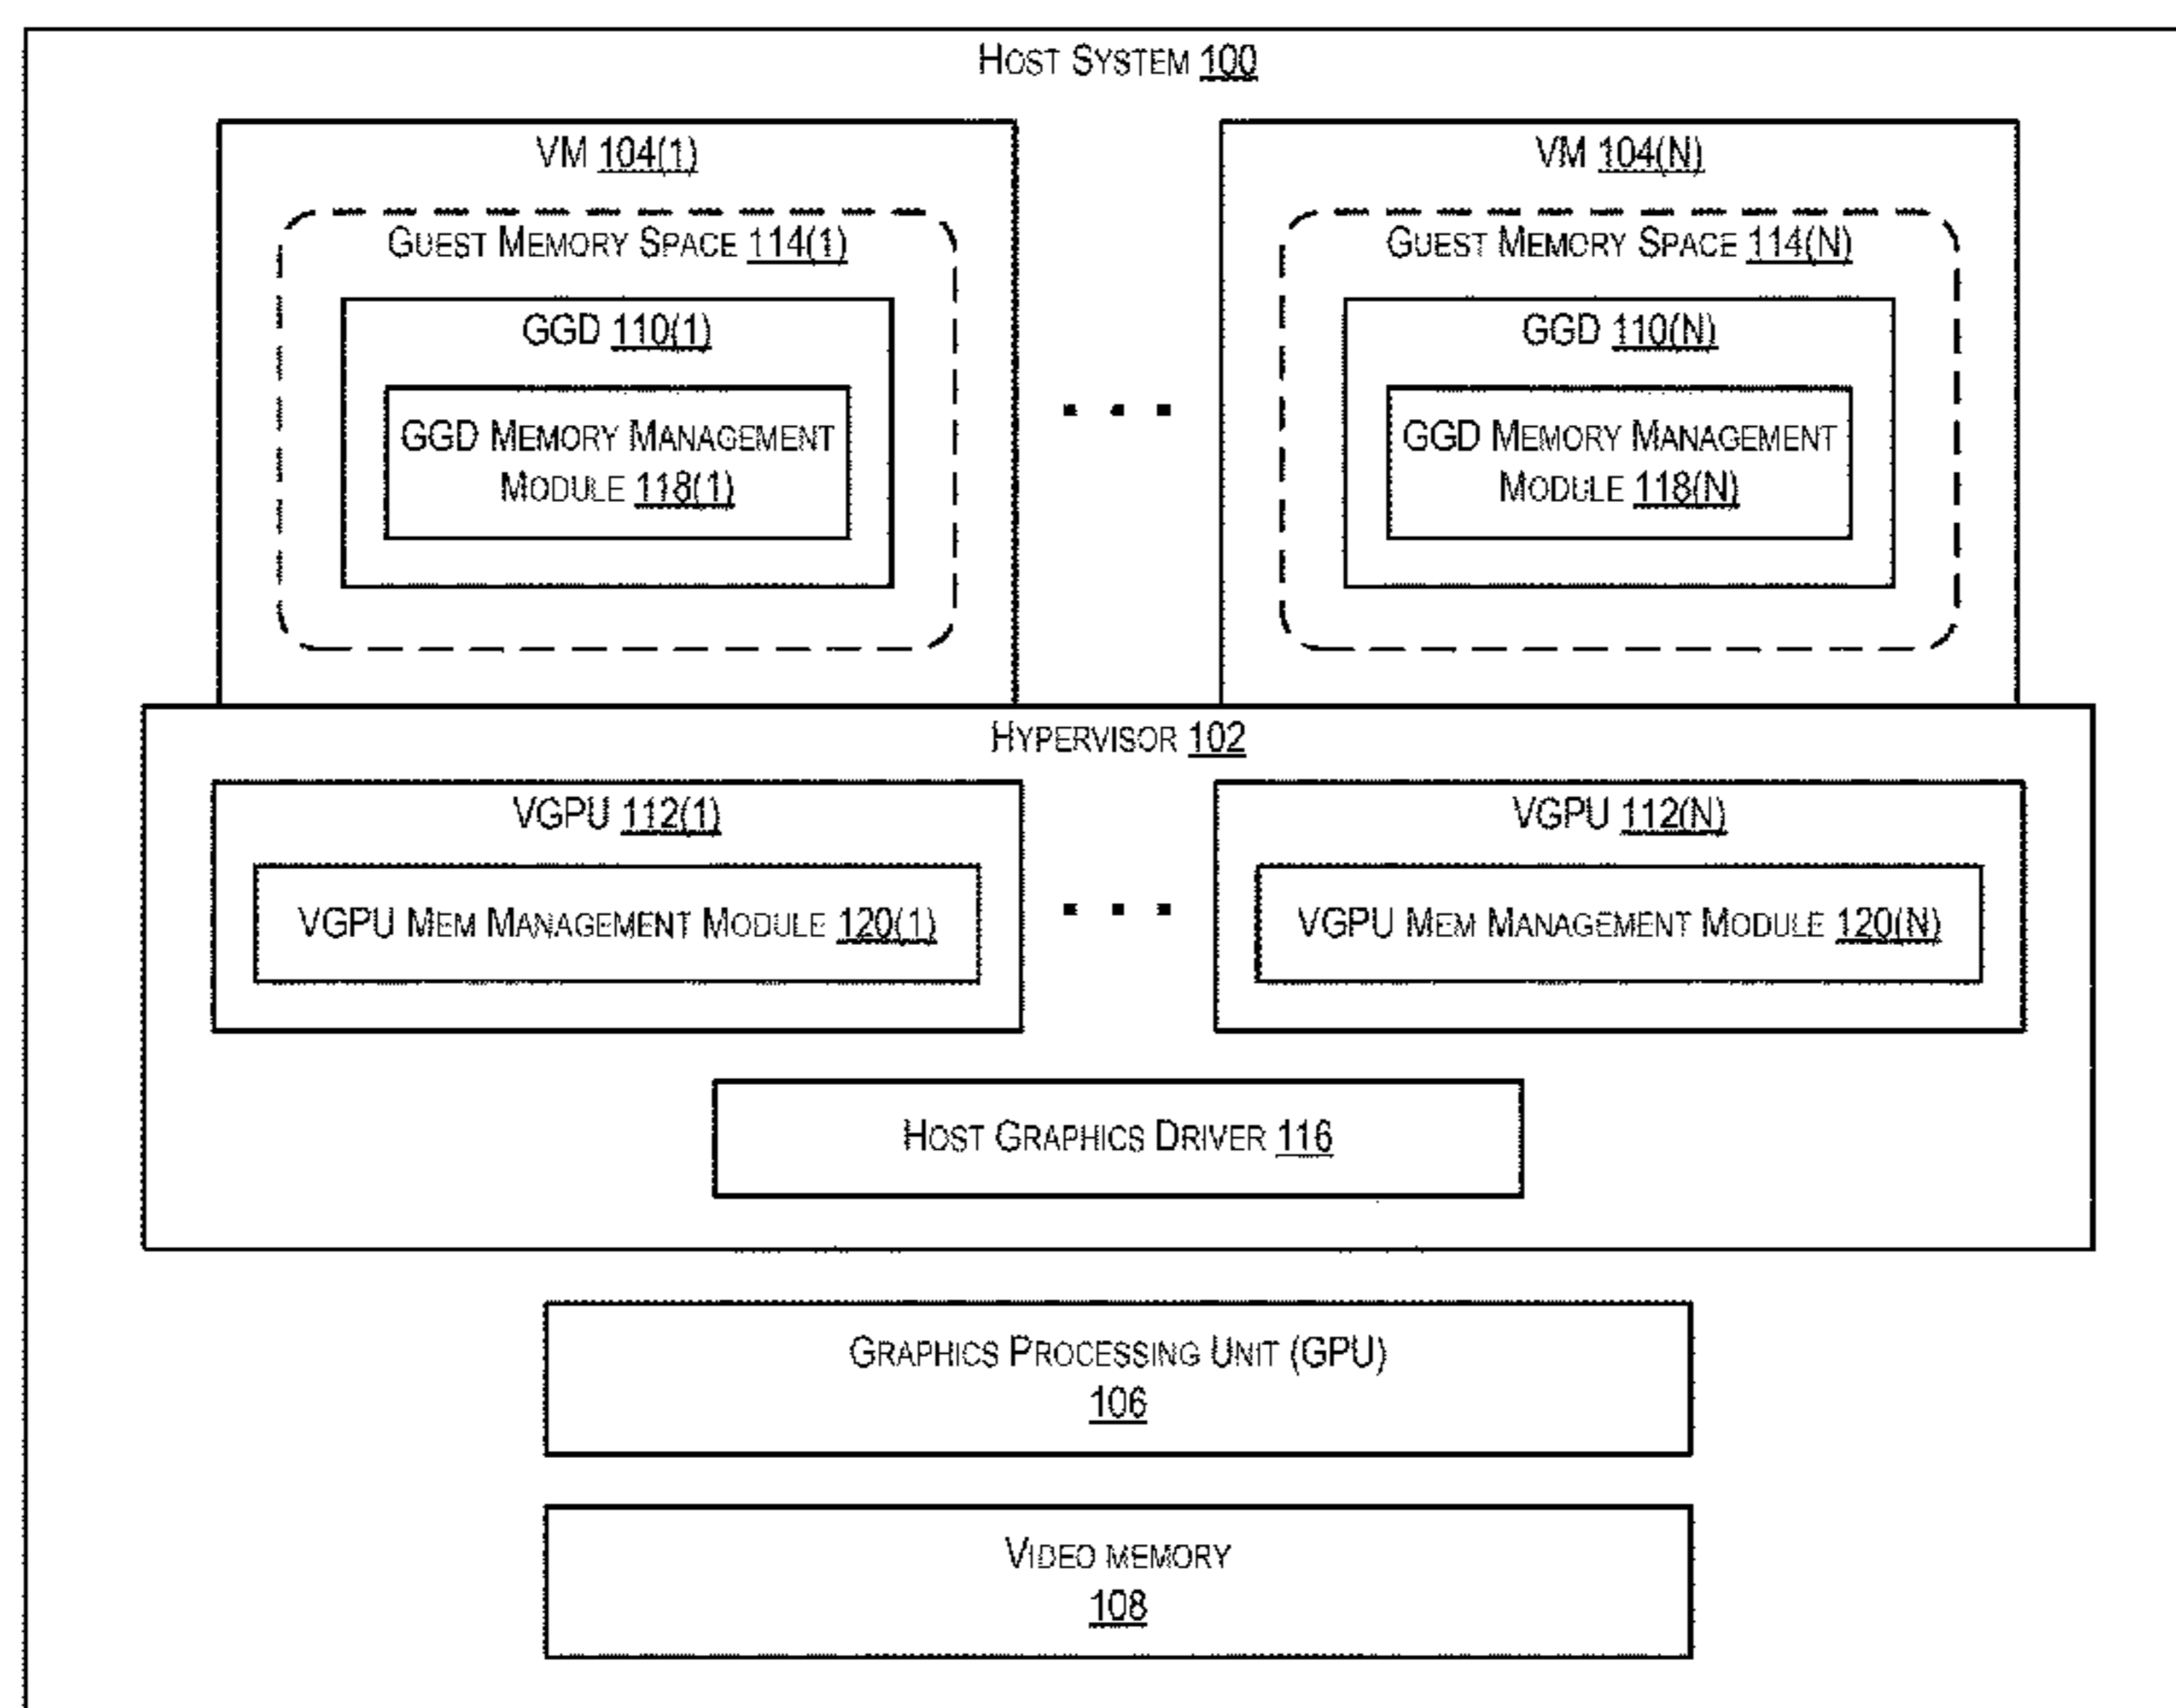 HOST SYSTEM 100
VM 104(1)
GUEST MEMORY SPACE 114(1)
GGD 110(1)
GGD MEMORY MANAGEMENT
MODULE 118(1)
VM 104(N)
GUEST MEMORY SPACE 114(N)
GGD 110(N)
GGD MEMORY MANAGEMENT
MODULE 118(N)
HYPERVISOR 102
VGPU 112(1)
VGPU MEM MANAGEMENT MODULE 120(1)
VGPU 112(N)
VGPU MEM MANAGEMENT MODULE 120(N)
HOST GRAPHICS DRIVER 116
GRAPHICS PROCESSING UNIT (GPU)
106
VIDEO MEMORY
108